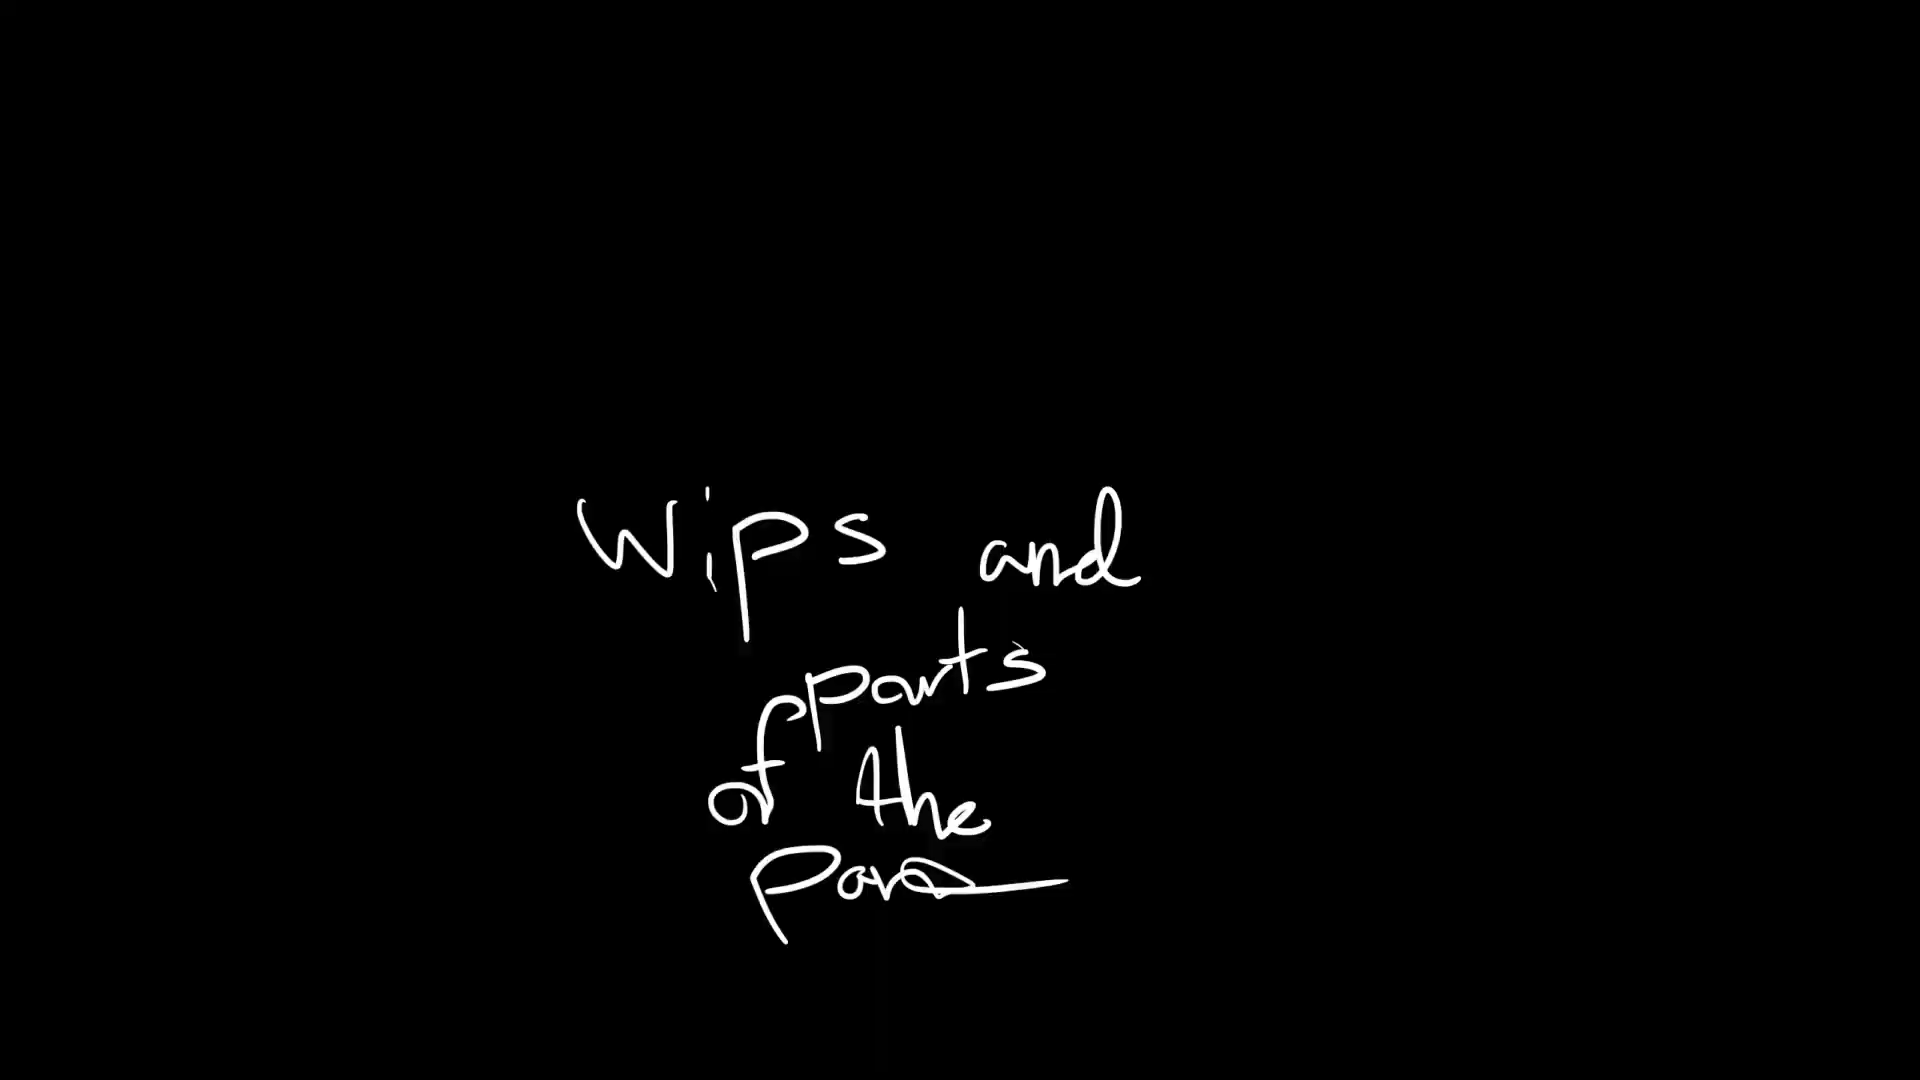 Wips and
parts
of the